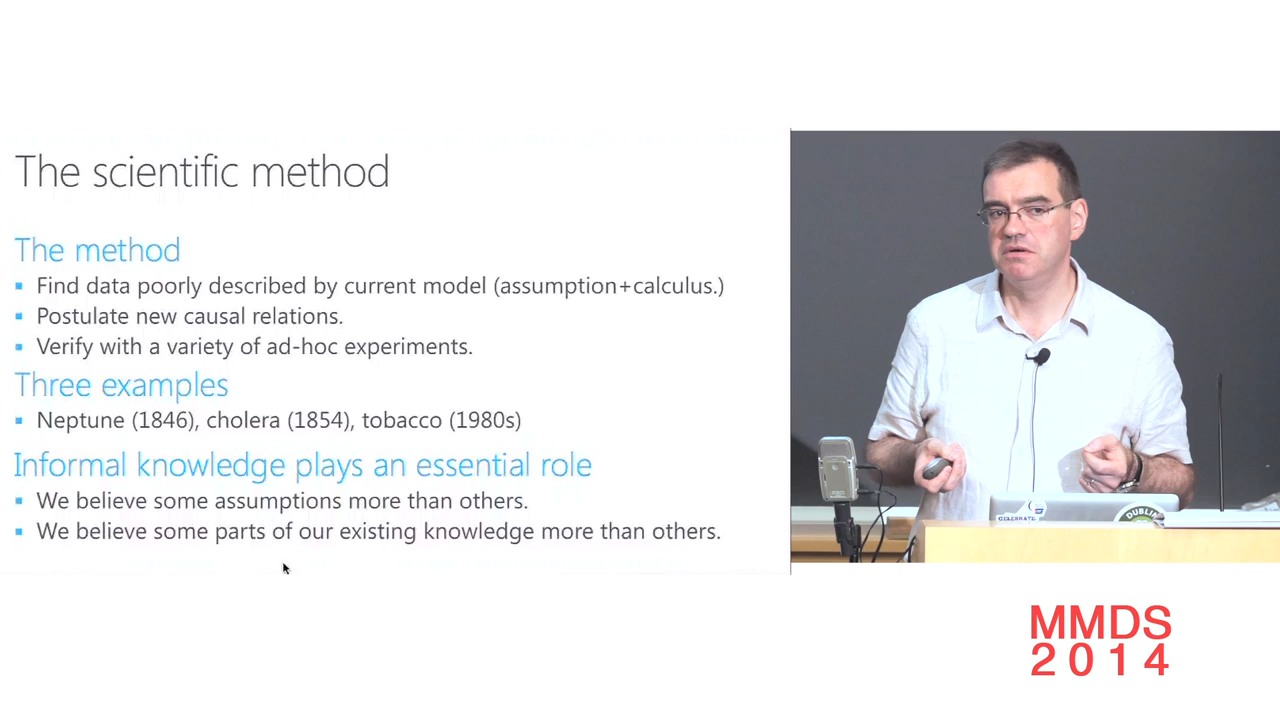 The scientific method
The method
Find data poorly described by current model (assumption+calculus.)
Postulate new causal relations.
Verify with a variety of ad-hoc experiments.
Three examples
Neptune (1846), cholera (1854), tobacco (1980s)
Informal knowledge plays an essential role
We believe some assumptions more than others.
We believe some parts of our existing knowledge more than others.
CELEBRATE
DUBLIN
MMDS
2014